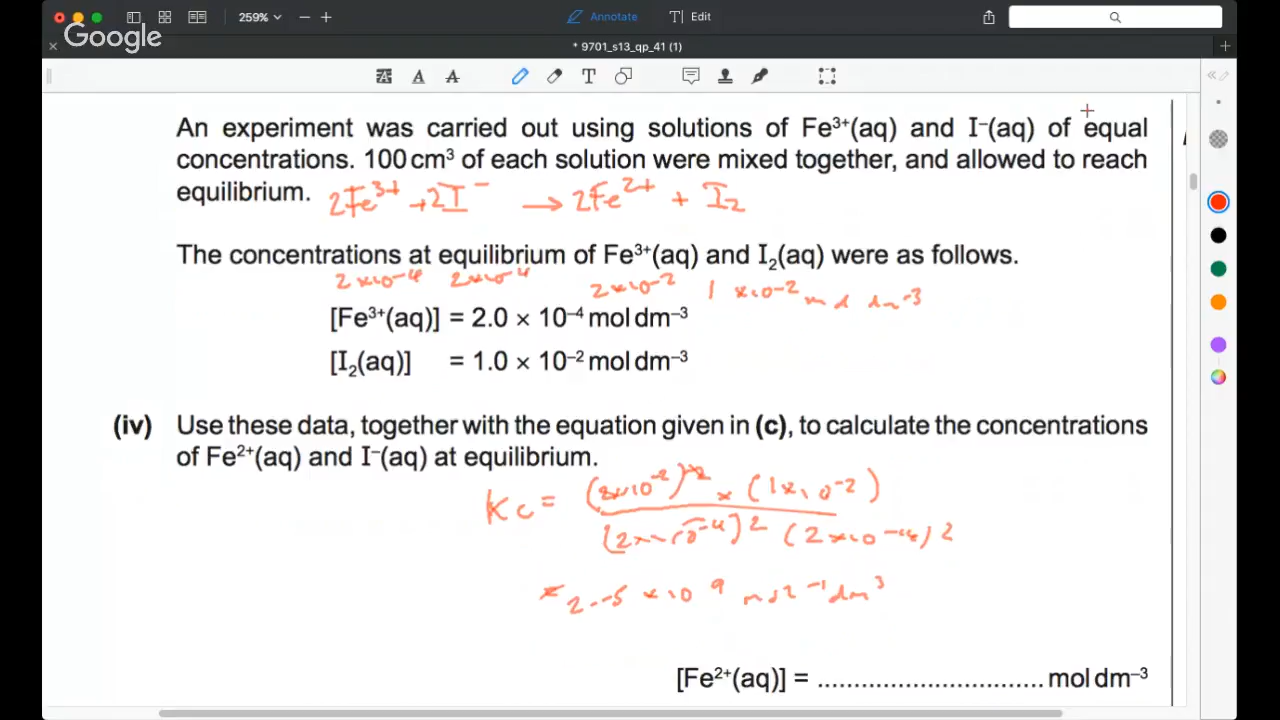 259%
Annotate
Edit
Google
* 9701_s13_qp_41 (1)
An experiment was carried out using solutions of Fe³⁺(aq) and I⁻(aq) of equal
concentrations. 100 cm³ of each solution were mixed together, and allowed to reach
equilibrium. 2Fe³⁺ + 2I⁻ → 2Fe²⁺ + I₂
The concentrations at equilibrium of Fe³⁺(aq) and I₂(aq) were as follows.
2×10⁻⁴ 2×10⁻⁴ 2×10⁻² 1 ×10⁻² mol dm⁻³
[Fe³⁺(aq)] = 2.0 × 10⁻⁴ mol dm⁻³
[I₂(aq)] = 1.0 × 10⁻² mol dm⁻³
(iv) Use these data, together with the equation given in (c), to calculate the concentrations
of Fe²⁺(aq) and I⁻(aq) at equilibrium.
Kc = (2×10⁻²)² × (1×10⁻²)
(2×10⁻⁴)² (2×10⁻⁴)²
= 2.5 × 10⁹ mol⁻¹ dm³
[Fe²⁺(aq)] = .............................. mol dm⁻³